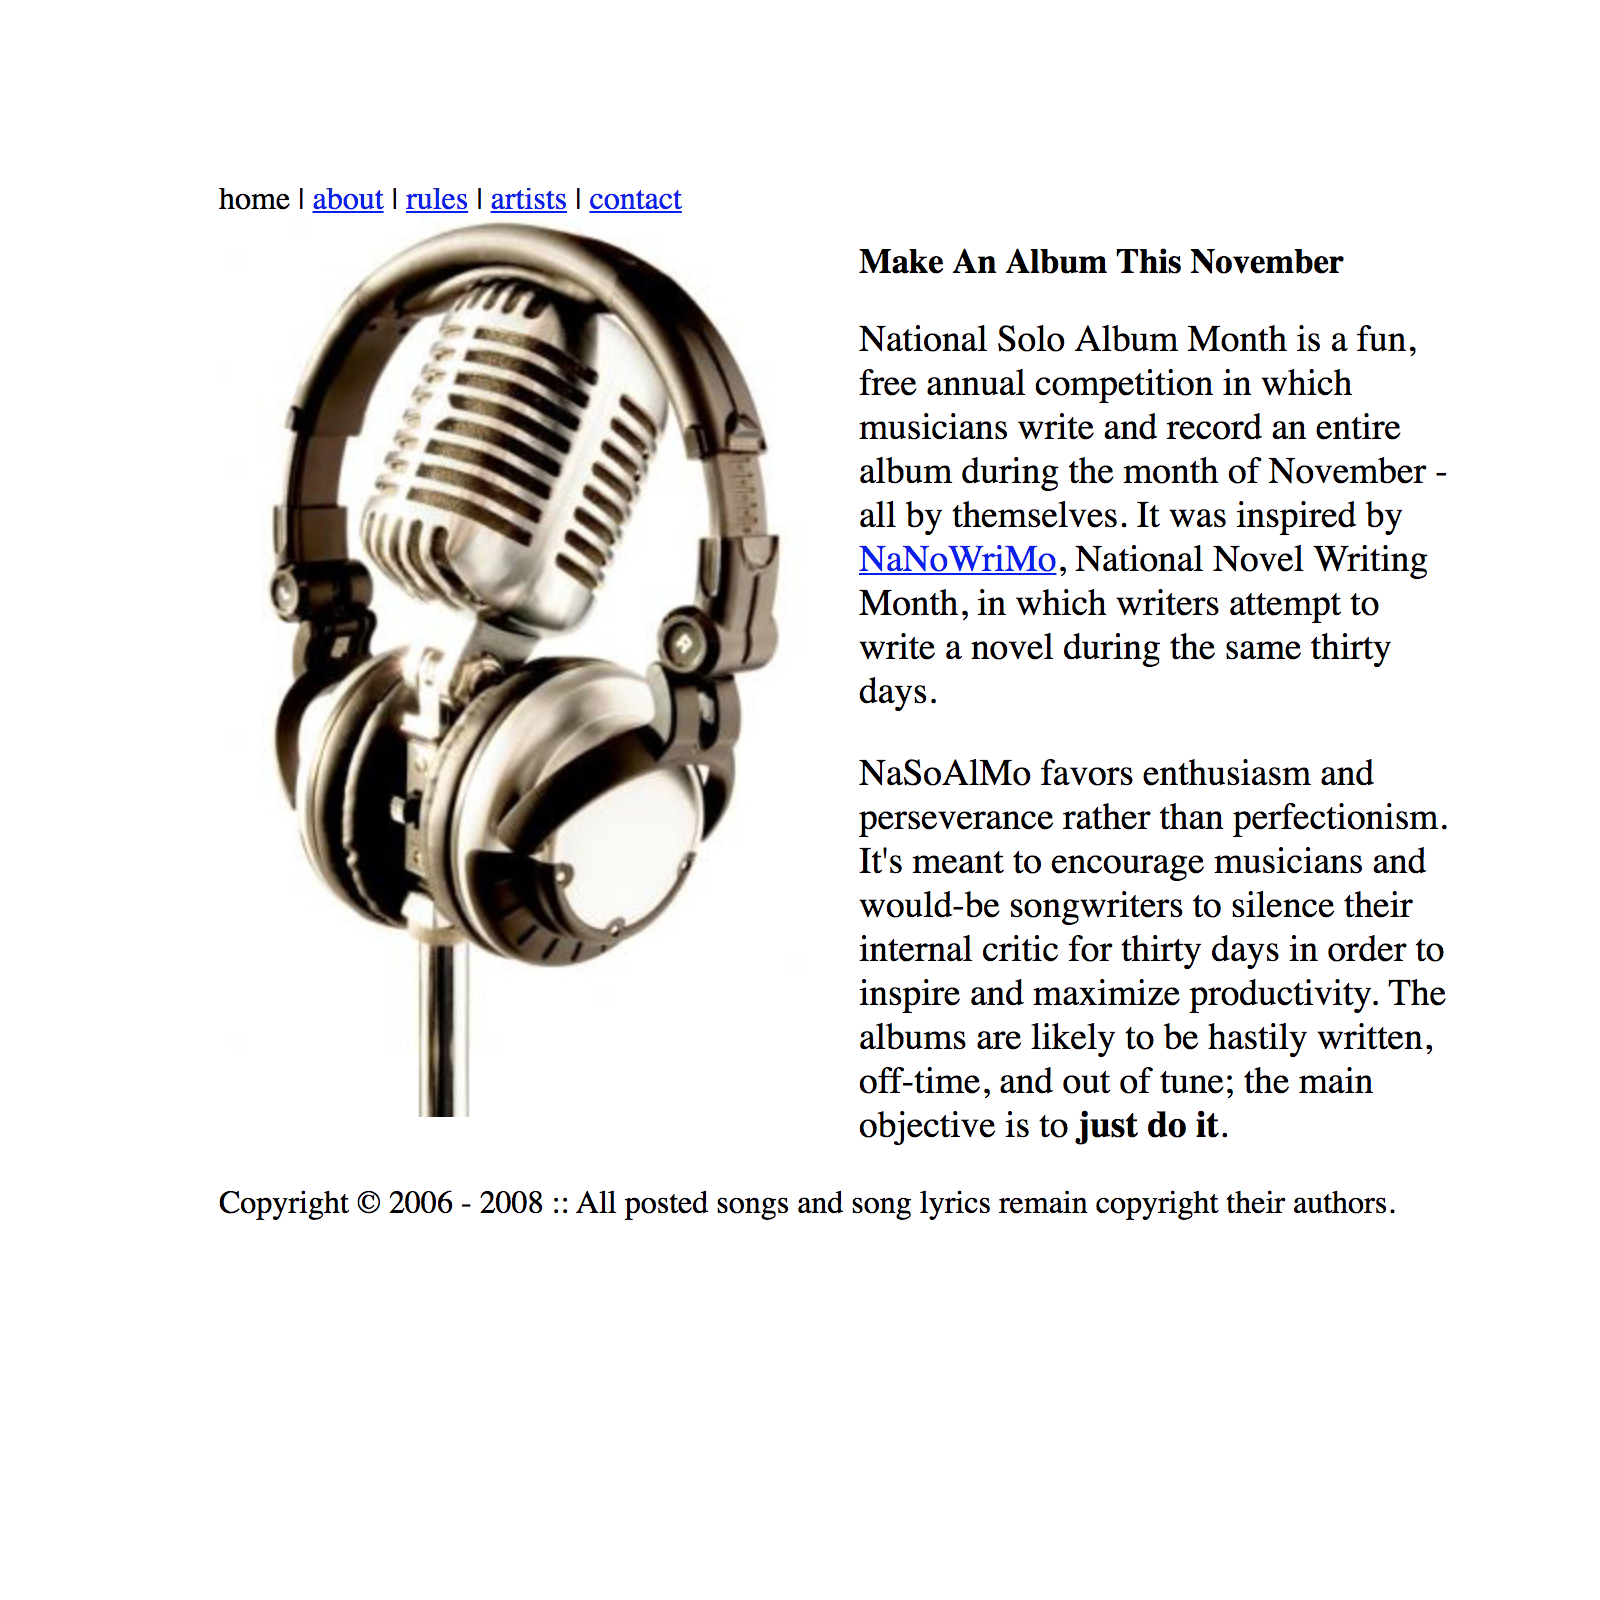 home | about | rules | artists | contact
Make An Album This November
National Solo Album Month is a fun,
free annual competition in which
musicians write and record an entire
album during the month of November -
all by themselves. It was inspired by
NaNoWriMo, National Novel Writing
Month, in which writers attempt to
write a novel during the same thirty
days.
NaSoAlMo favors enthusiasm and
perseverance rather than perfectionism.
It's meant to encourage musicians and
would-be songwriters to silence their
internal critic for thirty days in order to
inspire and maximize productivity. The
albums are likely to be hastily written,
off-time, and out of tune; the main
objective is to just do it.
Copyright © 2006 - 2008 :: All posted songs and song lyrics remain copyright their authors.